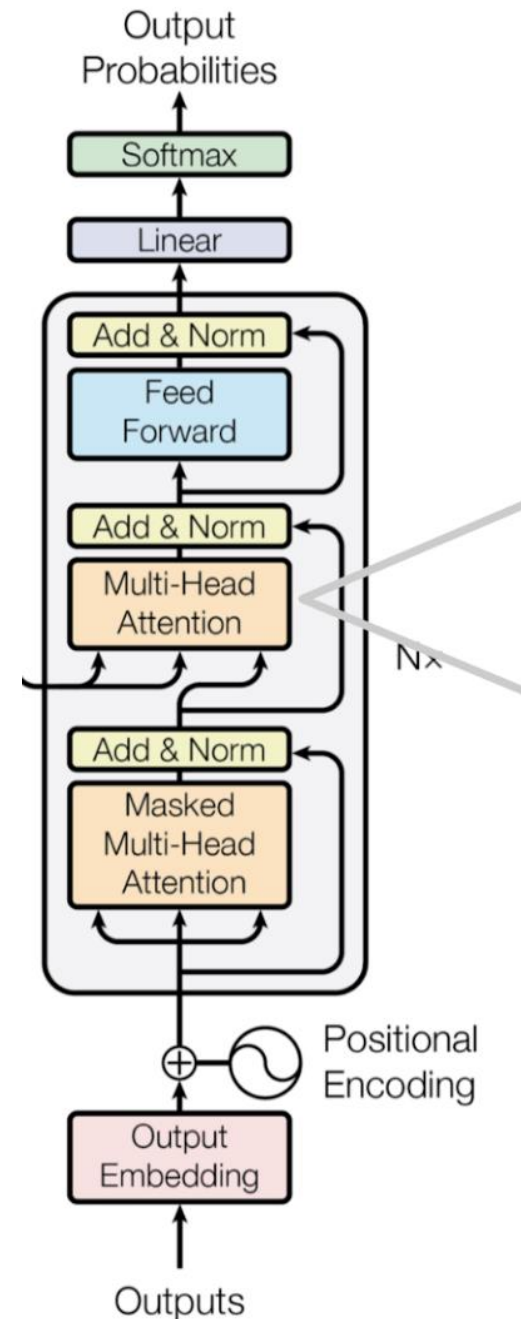 Output
Probabilities
Softmax
Linear
Add & Norm
Feed
Forward
Add & Norm
Multi-Head
Attention
N×
Add & Norm
Masked
Multi-Head
Attention
Positional
Encoding
Output
Embedding
Outputs